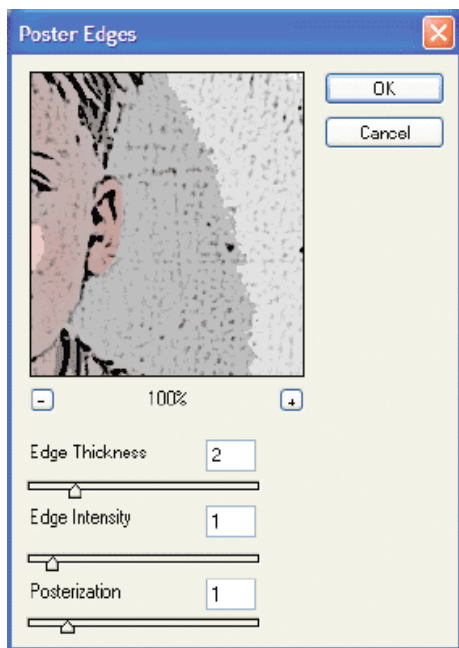 Poster Edges
OK
Cancel
- 100% +
Edge Thickness 2
Edge Intensity 1
Posterization 1